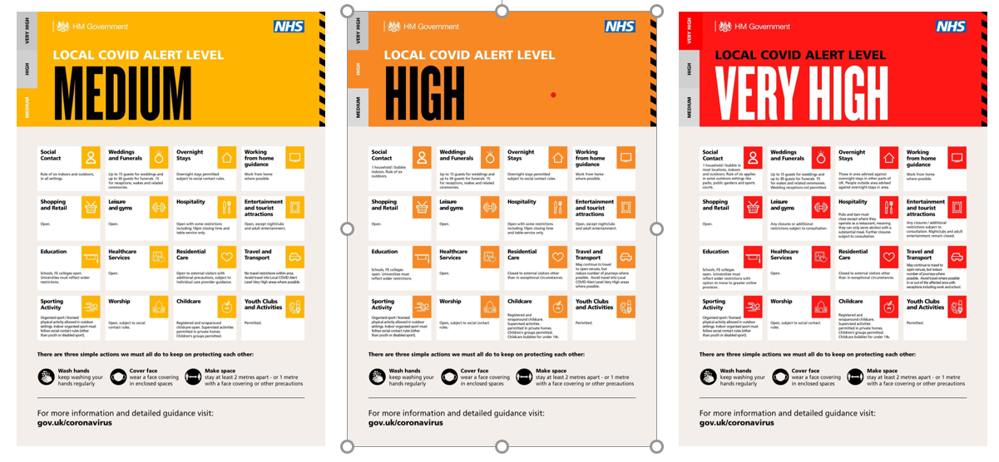 VERY HIGH
HIGH
MEDIUM
HM Government
NHS
LOCAL COVID ALERT LEVEL
MEDIUM
Social
Contact
Rule of six indoors and outdoors,
in all settings.
Weddings
and Funerals
Up to 15 guests for weddings and
up to 30 guests for funerals. 15
for receptions, wakes and related
ceremonies.
Overnight
Stays
Overnight stays permitted
subject to social contact rules.
Working
from home
guidance
Work from home
where possible.
Shopping
and Retail
Open.
Leisure
and gyms
Open.
Hospitality
Open with some restrictions
including 10pm closing time and
table-service only.
Entertainment
and tourist
attractions
Open, except nightclubs
and adult entertainment.
Education
Schools, FE colleges open.
Universities must reflect wider
restrictions.
Healthcare
Services
Open.
Residential
Care
Open to external visitors with
additional precautions, subject to
individual care provider guidance.
Travel and
Transport
No travel restrictions within area.
Avoid travel into Local COVID Alert
Level Very High areas where possible.
Sporting
Activity
Organised sport / licensed
physical activity allowed in outdoor
settings. Indoor organised sport must
follow social contact rules (other
than youth or disabled sport).
Worship
Open, subject to social
contact rules.
Childcare
Registered and wraparound
childcare open. Supervised activities
permitted in private homes.
Children's groups permitted.
Youth Clubs
and Activities
Permitted.
There are three simple actions we must all do to keep on protecting each other:
Wash hands
keep washing your
hands regularly
Cover face
wear a face covering
in enclosed spaces
Make space
stay at least 2 metres apart - or 1 metre
with a face covering or other precautions
For more information and detailed guidance visit:
gov.uk/coronavirus
VERY HIGH
HIGH
MEDIUM
HM Government
NHS
LOCAL COVID ALERT LEVEL
HIGH
Social
Contact
1 household / bubble
indoors. Rule of six
outdoors.
Weddings
and Funerals
Up to 15 guests for weddings and
up to 30 guests for funerals. 15
for receptions, wakes and related
ceremonies.
Overnight
Stays
Overnight stays permitted
subject to social contact rules.
Working
from home
guidance
Work from home
where possible.
Shopping
and Retail
Open.
Leisure
and gyms
Open.
Hospitality
Open with some restrictions
including 10pm closing time
and table-service only.
Entertainment
and tourist
attractions
Open, except nightclubs
and adult entertainment.
Education
Schools, FE colleges
open. Universities must
reflect wider restrictions.
Healthcare
Services
Open.
Residential
Care
Closed to external visitors other
than in exceptional circumstances.
Travel and
Transport
May continue to travel
to open venues, but
reduce number of journeys where
possible. Avoid travel into Local
COVID Alert Level Very High areas
where possible.
Sporting
Activity
Organised sport / licensed
physical activity allowed in outdoor
settings. Indoor organised sport must
follow social contact rules (other
than youth or disabled sport).
Worship
Open, subject to social contact
rules.
Childcare
Registered and
wraparound childcare.
Supervised activities
permitted in private homes.
Children's groups permitted.
Childcare bubbles for under 14s.
Youth Clubs
and Activities
Permitted.
There are three simple actions we must all do to keep on protecting each other:
Wash hands
keep washing your
hands regularly
Cover face
wear a face covering
in enclosed spaces
Make space
stay at least 2 metres apart - or 1 metre
with a face covering or other precautions
For more information and detailed guidance visit:
gov.uk/coronavirus
VERY HIGH
HIGH
MEDIUM
HM Government
NHS
LOCAL COVID ALERT LEVEL
VERY HIGH
Social
Contact
1 household / bubble in
most locations, indoors
and outdoors. Rule of six applies
in some outdoors settings like
parks, public gardens and sports
courts.
Weddings
and Funerals
Up to 15 guests for weddings and
up to 30 guests for funerals. 15
for wakes and related ceremonies.
Wedding receptions not permitted.
Overnight
Stays
Those in area advised against
overnight stays in other parts of
UK. People outside area advised
against overnight stays in area.
Working
from home
guidance
Work from home
where possible.
Shopping
and Retail
Open.
Leisure
and gyms
Any closures or additional
restrictions subject to consultation.
Hospitality
Pubs and bars must
close except where they
operate as a restaurant, meaning
they can only serve alcohol with a
substantial meal. Further closures
subject to consultation.
Entertainment
and tourist
attractions
Any closures / additional
restrictions subject to
consultation. Nightclubs and adult
entertainment remain closed.
Education
Schools, FE colleges
open. Universities must
reflect wider restrictions with
option to move to greater online
provision.
Healthcare
Services
Open.
Residential
Care
Closed to external visitors other
than in exceptional circumstances.
Travel and
Transport
May continue to travel to
open venues, but reduce
number of journeys where
possible. Avoid travel where possible
in or out of the affected area with
exceptions including work and school.
Sporting
Activity
Organised sport / licensed
physical activity allowed in outdoor
settings. Indoor organised sport must
follow social contact rules (other
than youth or disabled sport).
Worship
Open, subject to social contact
rules.
Childcare
Registered and
wraparound childcare.
Supervised activities
permitted in private homes.
Children's groups permitted.
Childcare bubbles for under 14s.
Youth Clubs
and Activities
Permitted.
There are three simple actions we must all do to keep on protecting each other:
Wash hands
keep washing your
hands regularly
Cover face
wear a face covering
in enclosed spaces
Make space
stay at least 2 metres apart - or 1 metre
with a face covering or other precautions
For more information and detailed guidance visit:
gov.uk/coronavirus